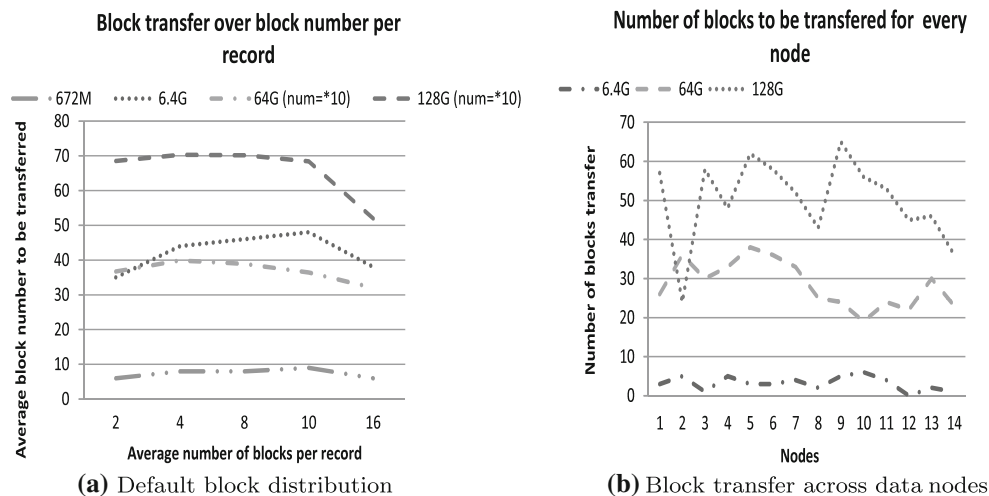 Block transfer over block number per
record
672M 6.4G 64G (num=*10) 128G (num=*10)
Average block number to be transferred
80
70
60
50
40
30
20
10
0
2 4 8 10 16
Average number of blocks per record
(a) Default block distribution
Number of blocks to be transfered for every
node
6.4G 64G 128G
Number of blocks transfer
70
60
50
40
30
20
10
0
1 2 3 4 5 6 7 8 9 10 11 12 13 14
Nodes
(b) Block transfer across data nodes